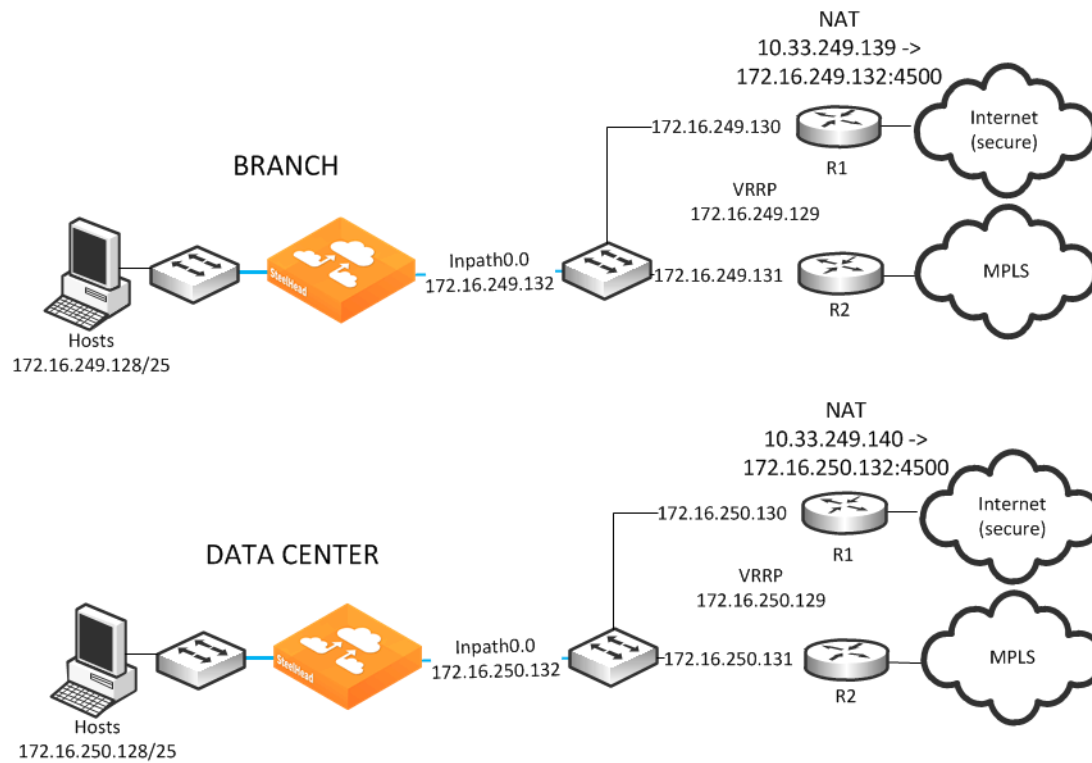 NAT
10.33.249.139 ->
172.16.249.132:4500
Internet
(secure)
172.16.249.130
R1
BRANCH
VRRP
172.16.249.129
SteelHead
Inpath0.0
172.16.249.132
172.16.249.131
MPLS
R2
Hosts
172.16.249.128/25
NAT
10.33.249.140 ->
172.16.250.132:4500
Internet
(secure)
172.16.250.130
R1
DATA CENTER
VRRP
172.16.250.129
SteelHead
Inpath0.0
172.16.250.132
172.16.250.131
MPLS
R2
Hosts
172.16.250.128/25